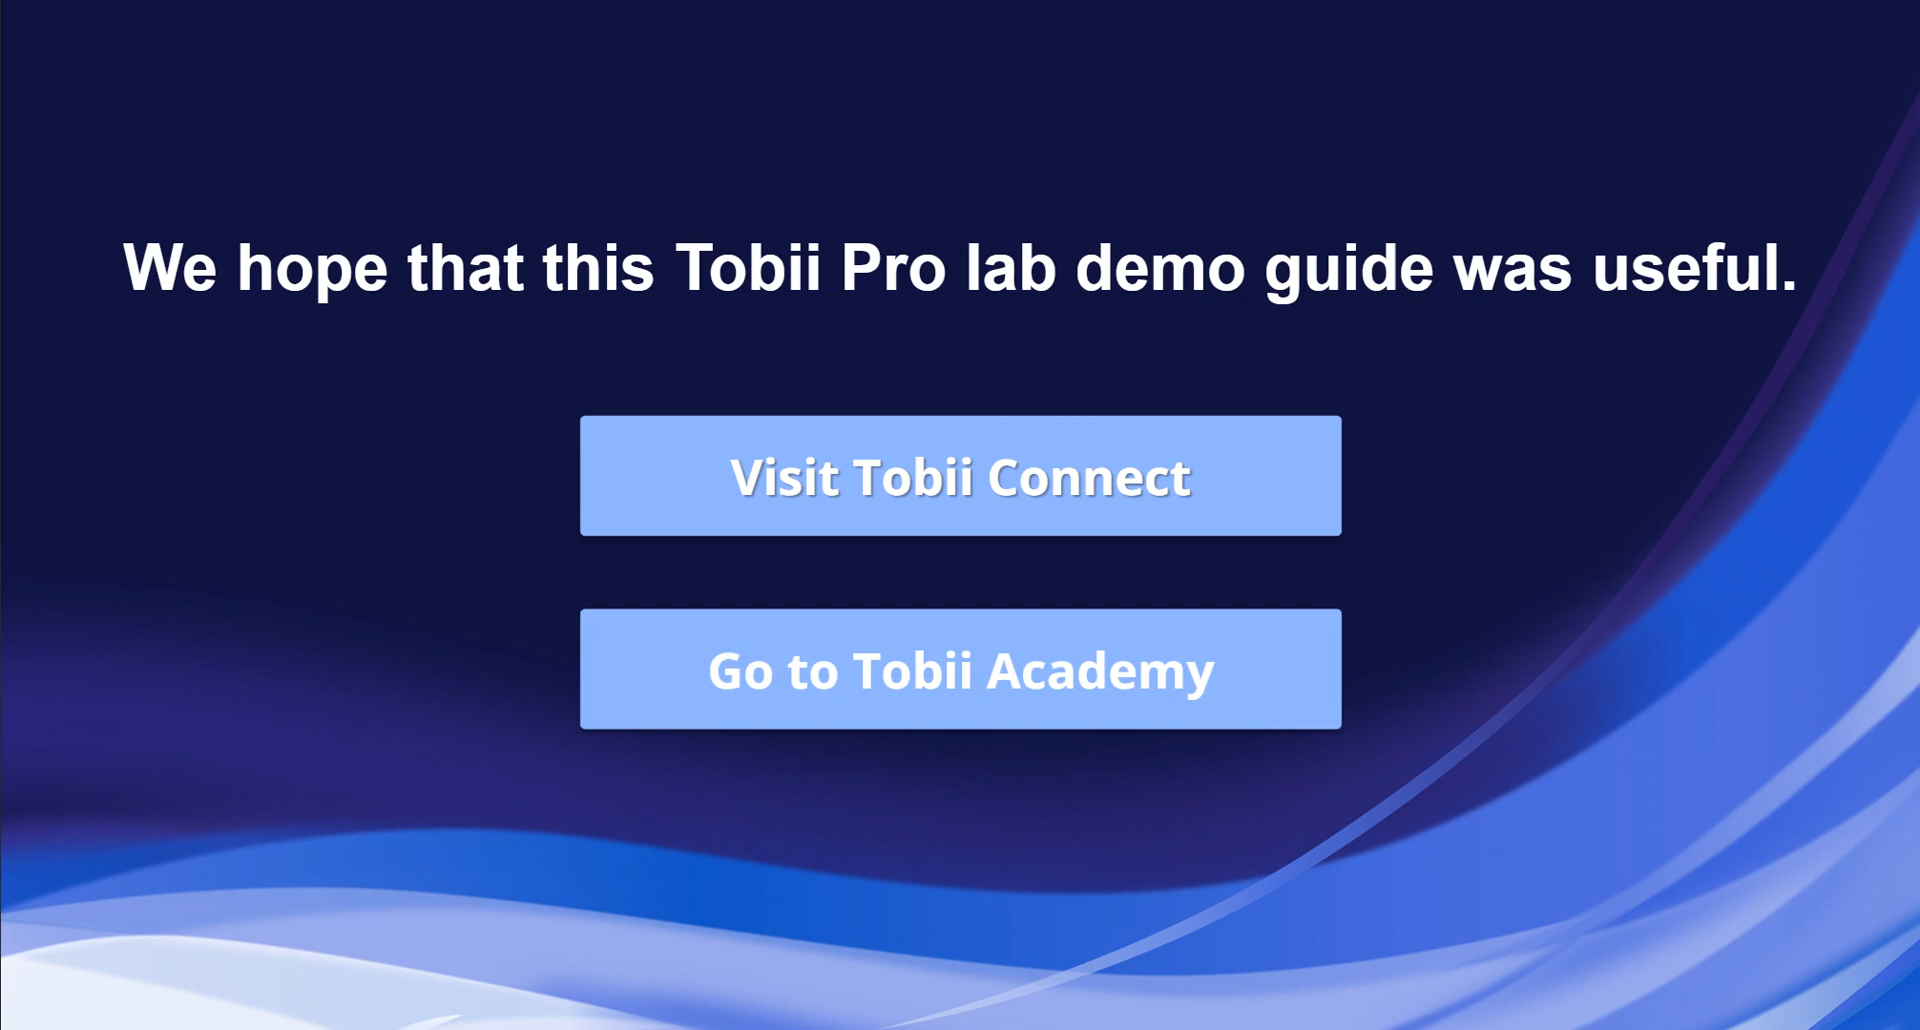 We hope that this Tobii Pro lab demo guide was useful.
Visit Tobii Connect
Go to Tobii Academy